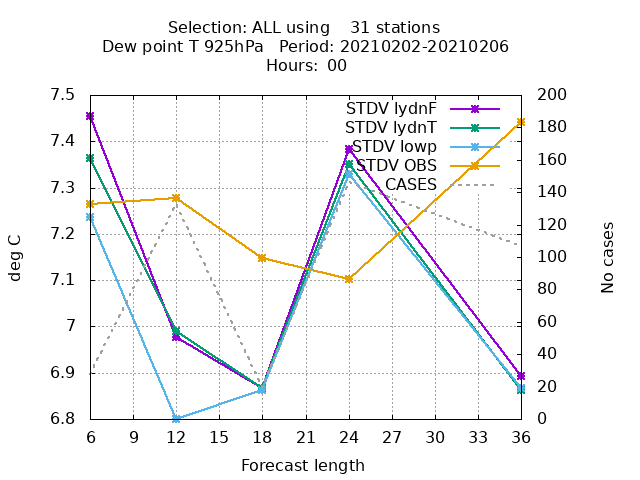 Selection: ALL using    31 stations
Dew point T 925hPa   Period: 20210202-20210206
Hours: 00
7.5
7.4
7.3
7.2
7.1
7
6.9
6.8
deg C
200
180
160
140
120
100
80
60
40
20
0
No cases
STDV IydnF
STDV IydnT
STDV lowp
STDV OBS
CASES
6 9 12 15 18 21 24 27 30 33 36
Forecast length